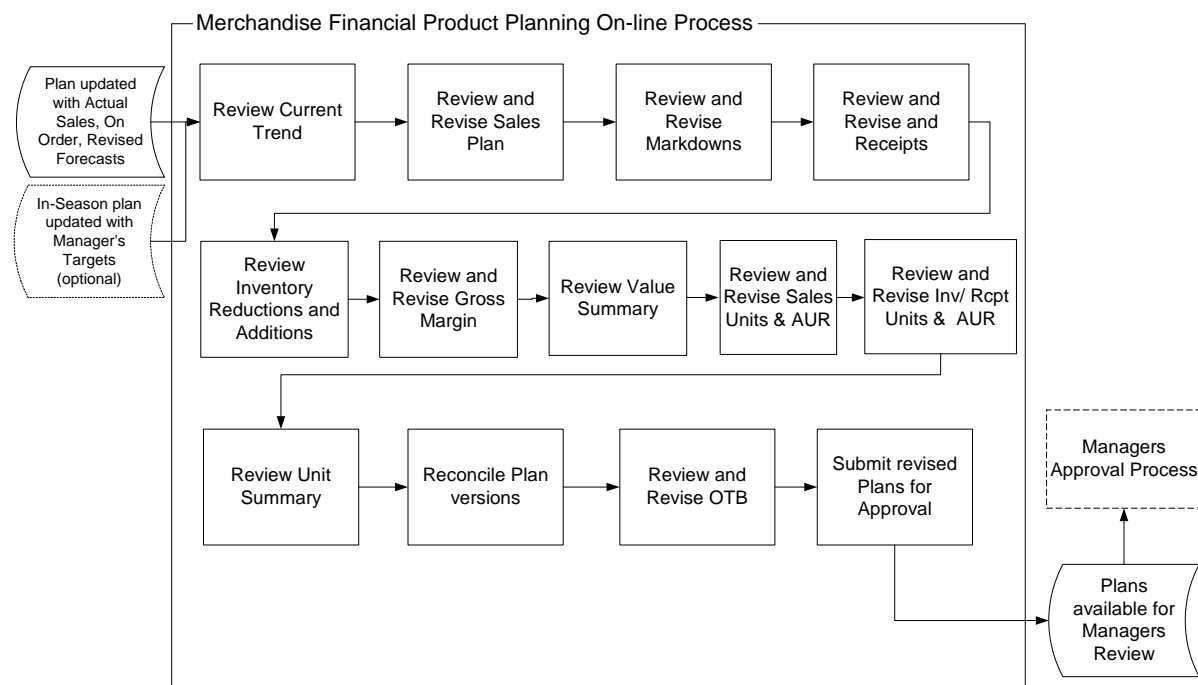 Merchandise Financial Product Planning On-line Process
Plan updated
with Actual
Sales, On
Order, Revised
Forecasts
In-Season plan
updated with
Manager's
Targets
(optional)
Review Current
Trend
Review and
Revise Sales
Plan
Review and
Revise
Markdowns
Review and
Revise and
Receipts
Review
Inventory
Reductions and
Additions
Review and
Revise Gross
Margin
Review Value
Summary
Review and
Revise Sales
Units & AUR
Review and
Revise Inv/ Rcpt
Units &  AUR
Review Unit
Summary
Reconcile Plan
versions
Review and
Revise OTB
Submit revised
Plans for
Approval
Managers
Approval Process
Plans
available for
Managers
Review